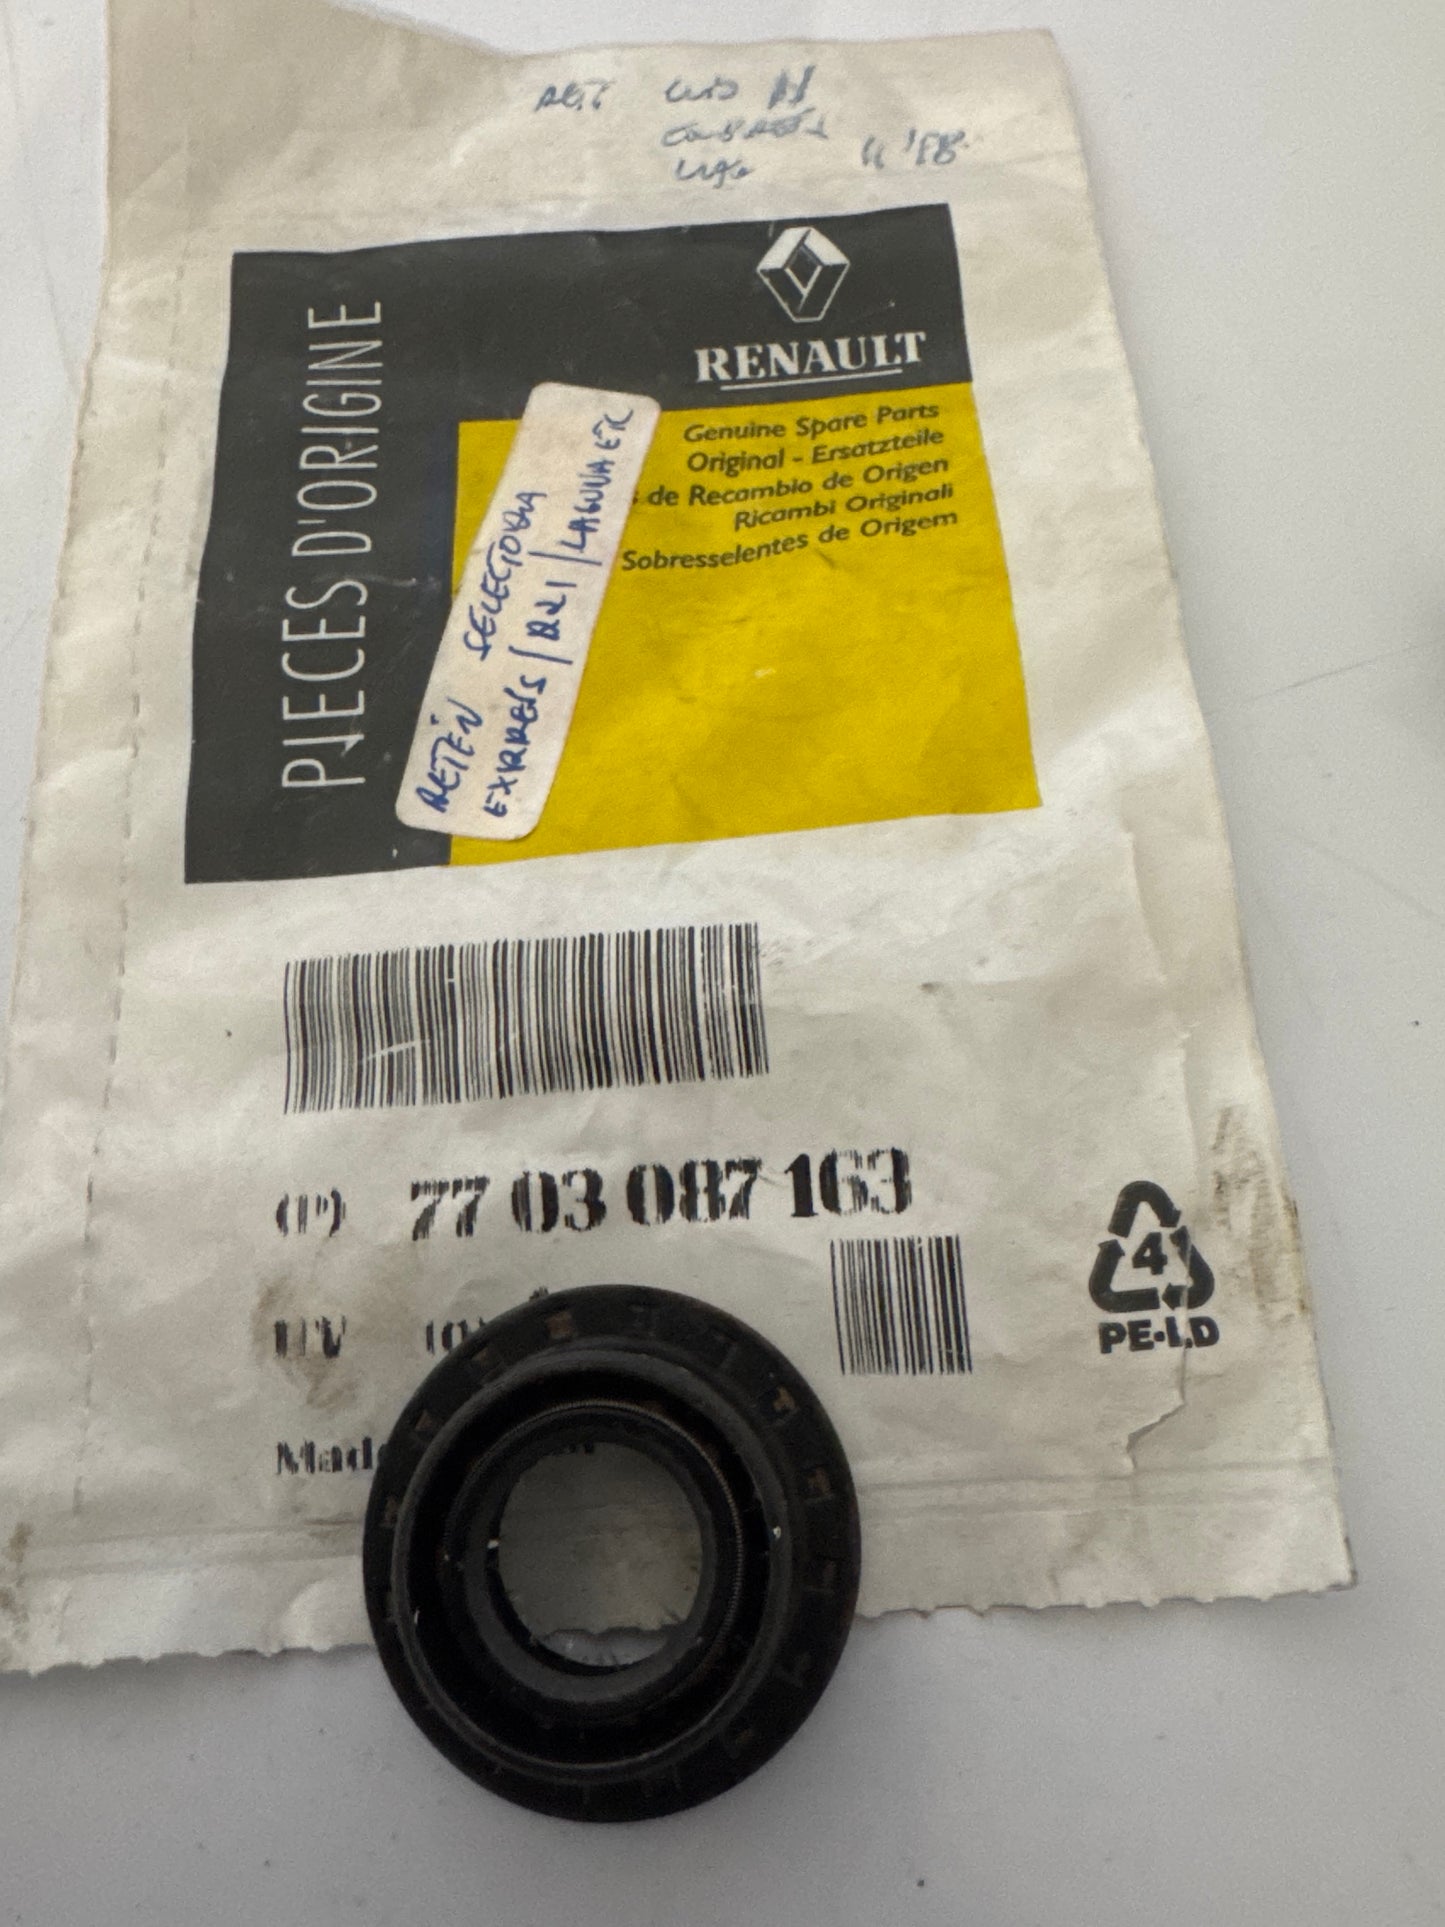 PIECES D'ORIGINE
RENAULT
Genuine Spare Parts
Original - Ersatzteile
de Recambio de Origen
Ricambi Originali
Sobresselentes de Origem
RETÉN SELECTORA
EXPRESS / R21 / LAGUNA ETC
(P) 77 03 087 163
4
PE-LD